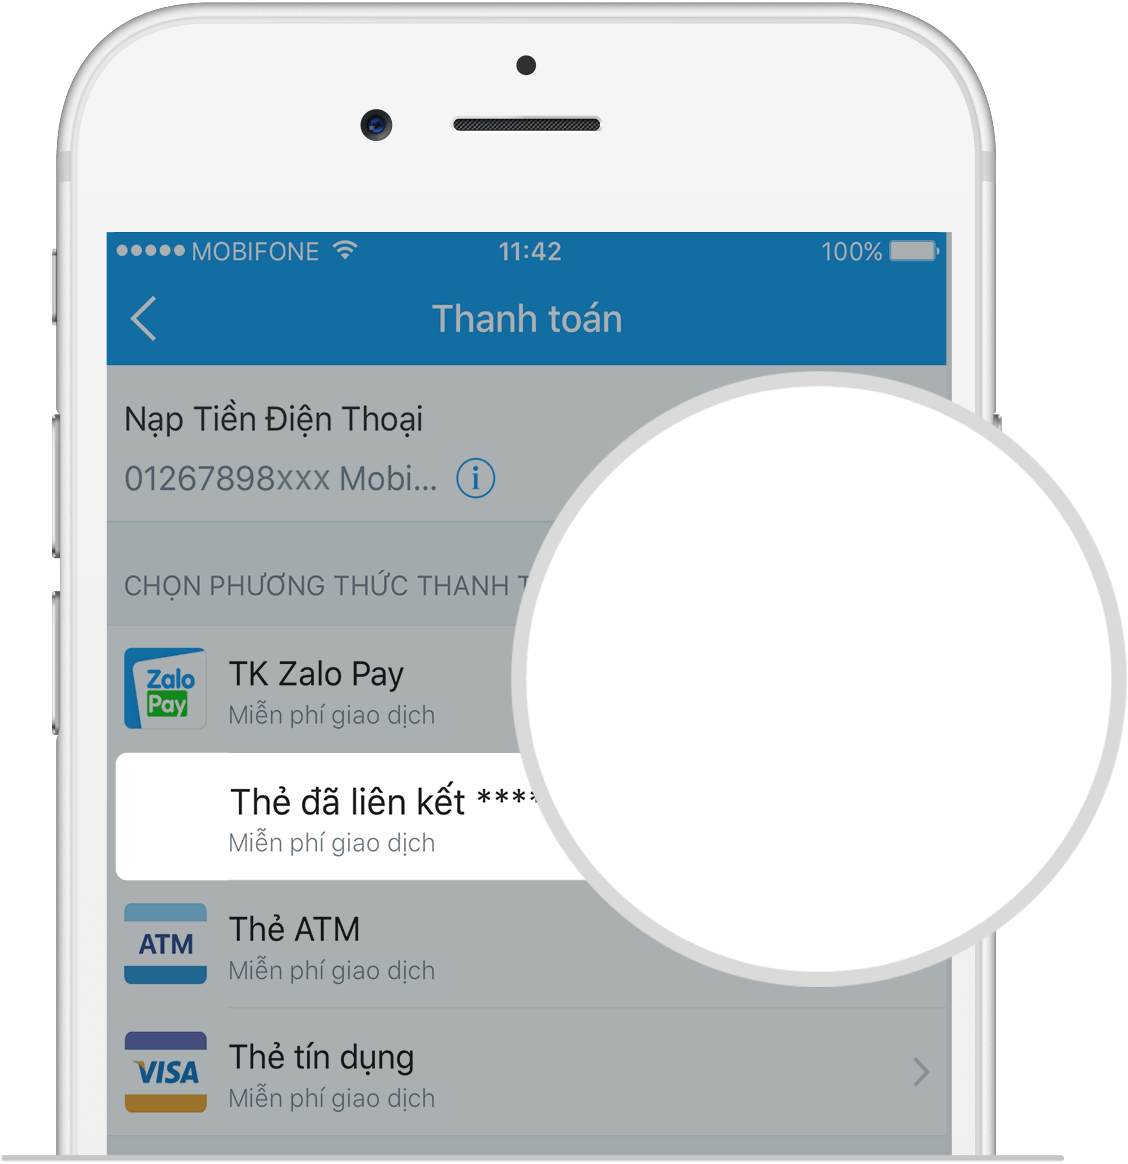 MOBIFONE 11:42 100%
Thanh toán
Nạp Tiền Điện Thoại
01267898xxx Mobi...
CHỌN PHƯƠNG THỨC THANH
Zalo
Pay
TK Zalo Pay
Miễn phí giao dịch
Thẻ đã liên kết ****
Miễn phí giao dịch
ATM
Thẻ ATM
Miễn phí giao dịch
VISA
Thẻ tín dụng
Miễn phí giao dịch